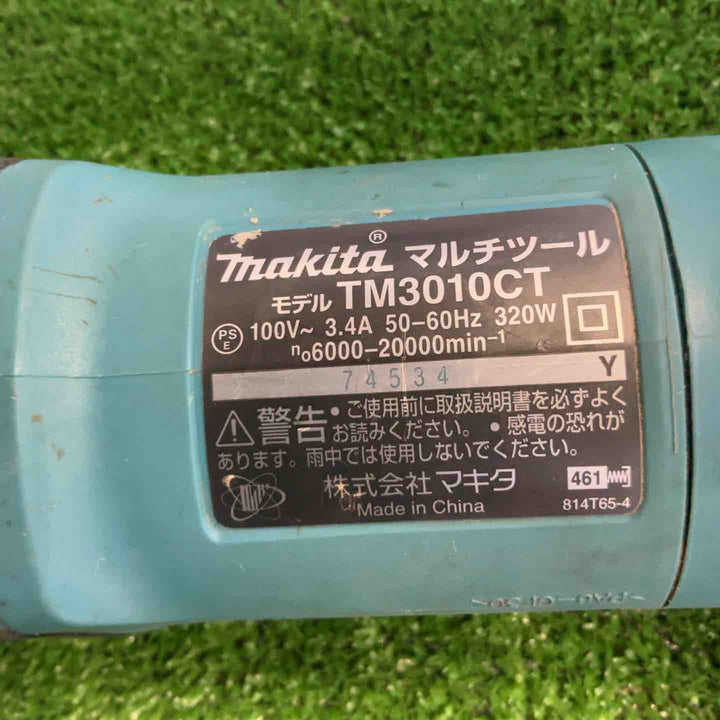 makita® マルチツール
モデル TM3010CT
PS E 100V~ 3.4A 50-60Hz 320W
n₀6000-20000min⁻¹
74534 Y
警告 ・ご使用前に取扱説明書を必ずよく
お読みください。 ・感電の恐れが
あります。雨中では使用しないでください。
株式会社 マキタ 461
Made in China 814T65-4